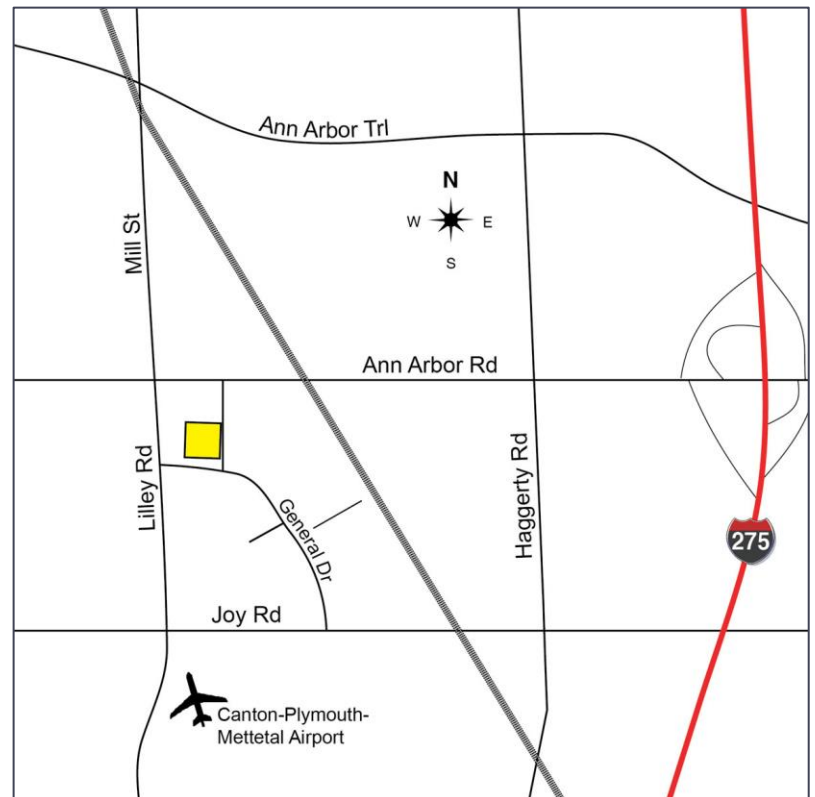 Ann Arbor Trl
N
W
E
S
Mill St
Ann Arbor Rd
Lilley Rd
Haggerty Rd
General Dr
275
Joy Rd
Canton-Plymouth-
Mettetal Airport